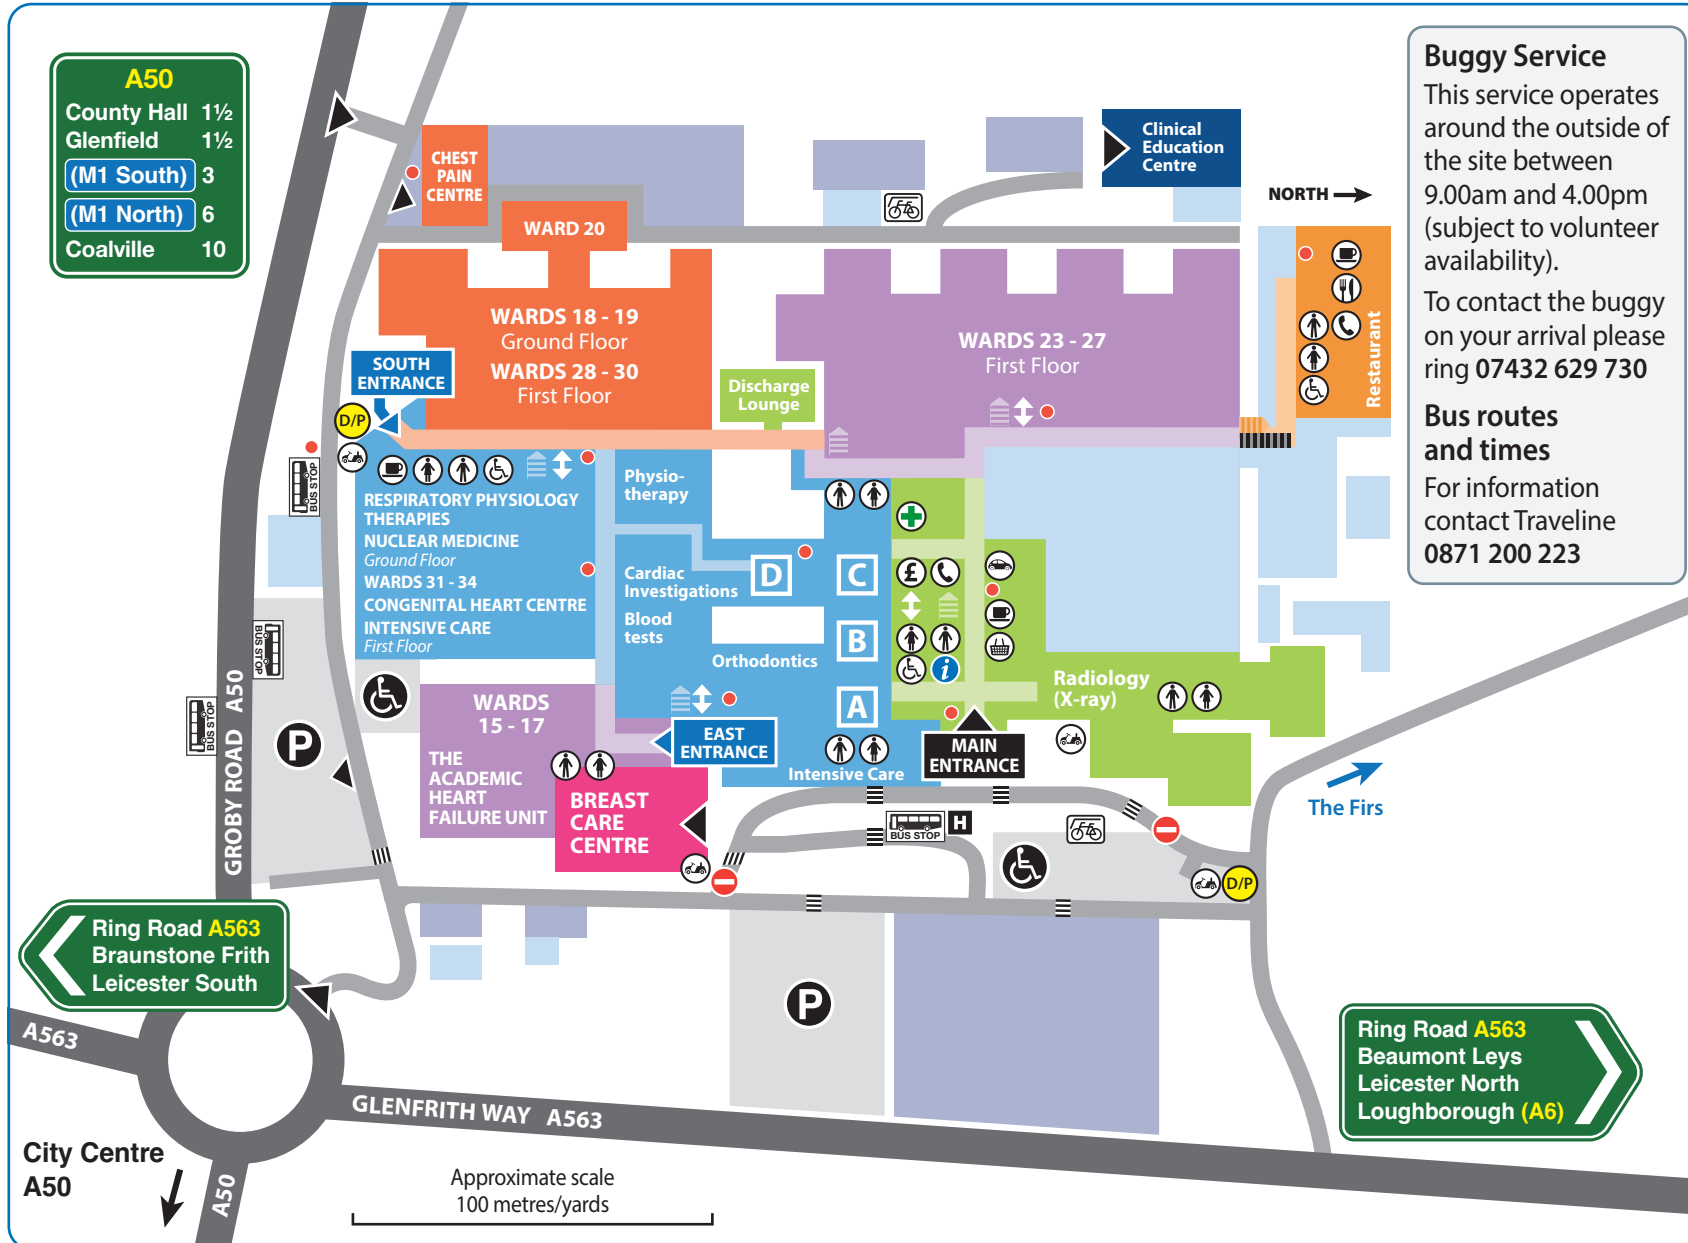 A50
County Hall 1½
Glenfield 1½
(M1 South) 3
(M1 North) 6
Coalville 10
CHEST
PAIN
CENTRE
WARD 20
WARDS 18 - 19
Ground Floor
WARDS 28 - 30
First Floor
SOUTH
ENTRANCE
D/P
Discharge
Lounge
WARDS 23 - 27
First Floor
Clinical
Education
Centre
NORTH
Restaurant
Buggy Service
This service operates
around the outside of
the site between
9.00am and 4.00pm
(subject to volunteer
availability).
To contact the buggy
on your arrival please
ring 07432 629 730
Bus routes
and times
For information
contact Traveline
0871 200 223
BUS STOP
BUS STOP
BUS STOP
RESPIRATORY PHYSIOLOGY
THERAPIES
NUCLEAR MEDICINE
Ground Floor
WARDS 31 - 34
CONGENITAL HEART CENTRE
INTENSIVE CARE
First Floor
Physio-
therapy
Cardiac
Investigations
Blood
tests
Orthodontics
D
C
B
A
£
i
Radiology
(X-ray)
WARDS
15 - 17
THE
ACADEMIC
HEART
FAILURE UNIT
EAST
ENTRANCE
Intensive Care
MAIN
ENTRANCE
BREAST
CARE
CENTRE
BUS STOP
H
D/P
The Firs
P
P
GROBY ROAD A50
Ring Road A563
Braunstone Frith
Leicester South
A563
GLENFRITH WAY A563
City Centre
A50
A50
Approximate scale
100 metres/yards
Ring Road A563
Beaumont Leys
Leicester North
Loughborough (A6)